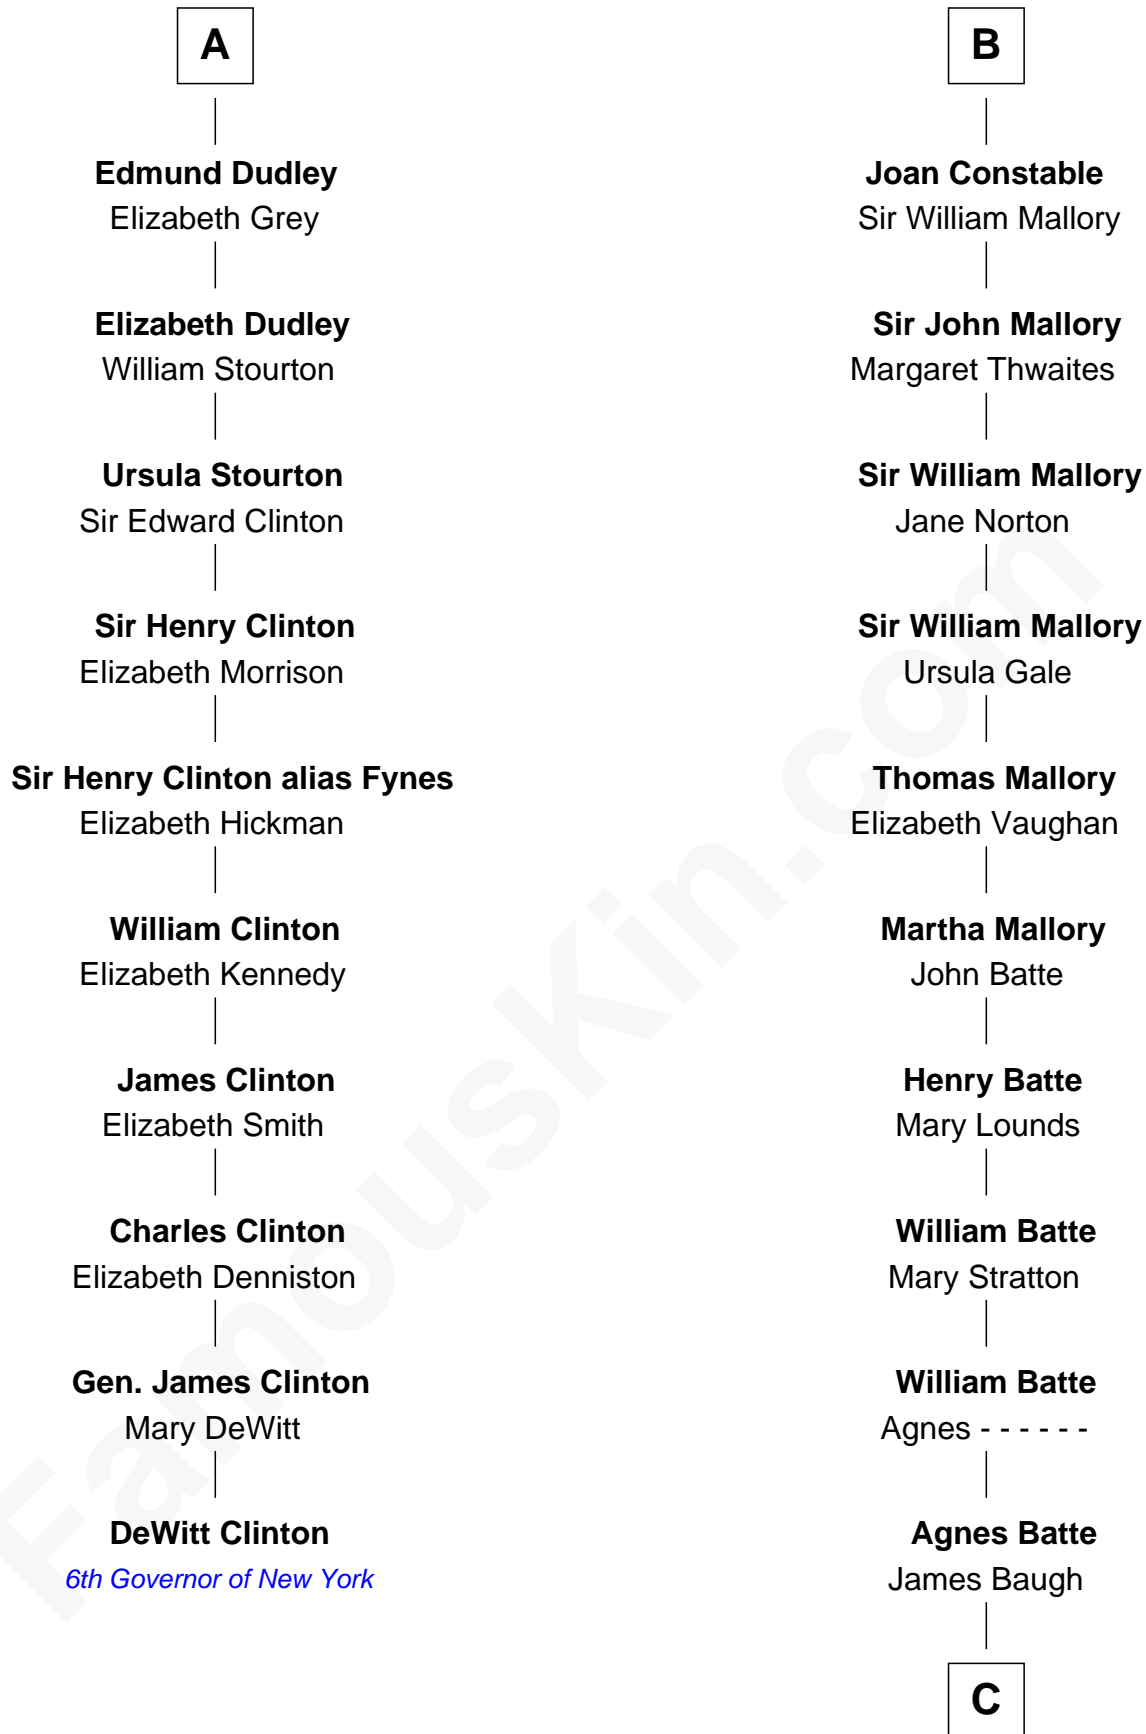 A
Edmund Dudley
Elizabeth Grey
Elizabeth Dudley
William Stourton
Ursula Stourton
Sir Edward Clinton
Sir Henry Clinton
Elizabeth Morrison
Sir Henry Clinton alias Fynes
Elizabeth Hickman
William Clinton
Elizabeth Kennedy
James Clinton
Elizabeth Smith
Charles Clinton
Elizabeth Denniston
Gen. James Clinton
Mary DeWitt
DeWitt Clinton
6th Governor of New York
B
Joan Constable
Sir William Mallory
Sir John Mallory
Margaret Thwaites
Sir William Mallory
Jane Norton
Sir William Mallory
Ursula Gale
Thomas Mallory
Elizabeth Vaughan
Martha Mallory
John Batte
Henry Batte
Mary Lounds
William Batte
Mary Stratton
William Batte
Agnes - - - - - -
Agnes Batte
James Baugh
C
FamousKin.com